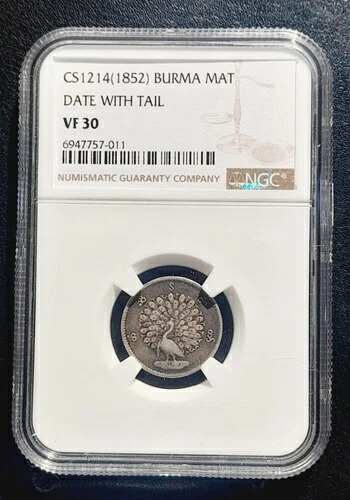 CS1214(1852) BURMA MAT
DATE WITH TAIL
VF 30
6947757-011
NUMISMATIC GUARANTY COMPANY
NGC®